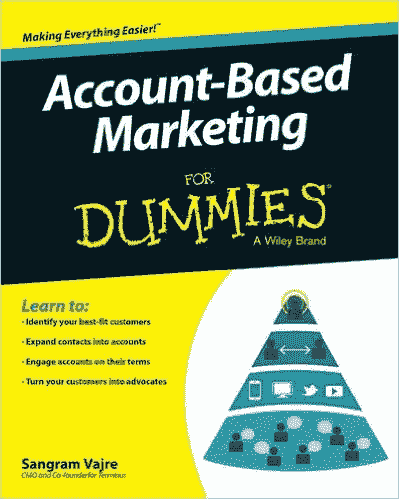 Making Everything Easier!™
Account-Based
Marketing
FOR
DUMMIES®
A Wiley Brand
Learn to:
• Identify your best-fit customers
• Expand contacts into accounts
• Engage accounts on their terms
• Turn your customers into advocates
Sangram Vajre
CMO and Co-founder for Terminus